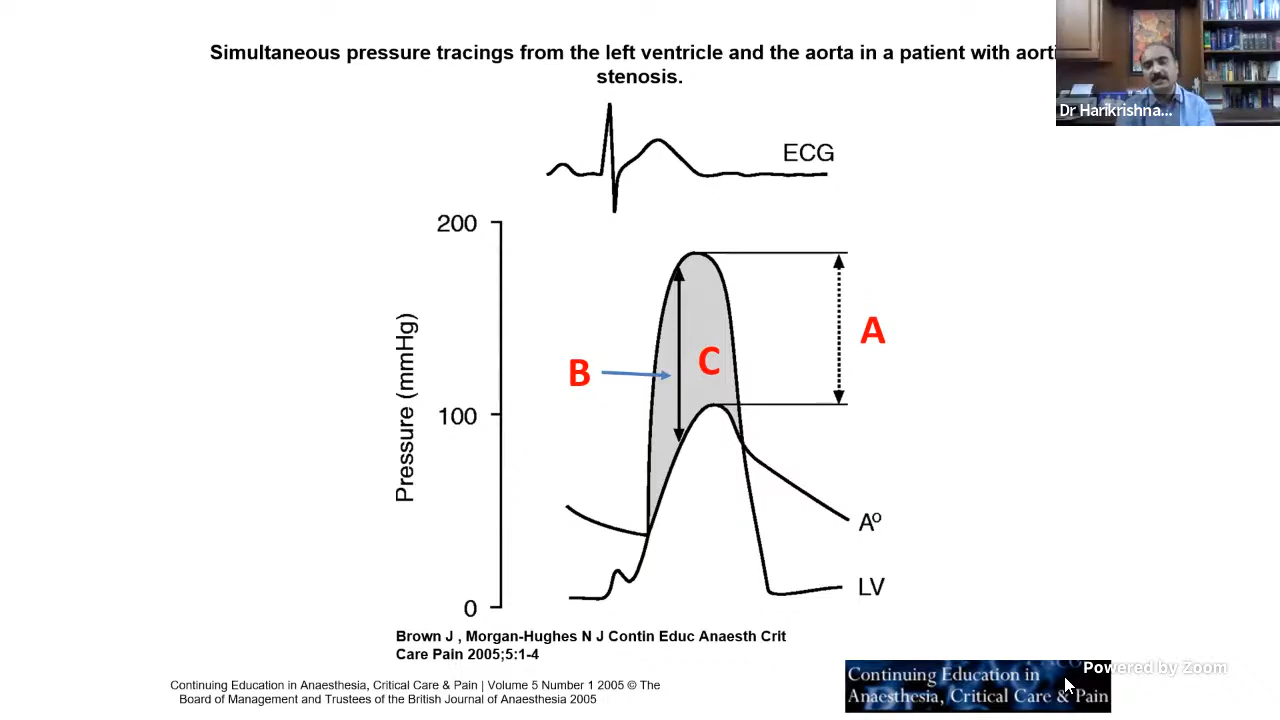 Simultaneous pressure tracings from the left ventricle and the aorta in a patient with aorti
stenosis.
Dr Harikrishna...
ECG
200
A
B
C
100
Pressure (mmHg)
Aº
LV
0
Brown J , Morgan-Hughes N J Contin Educ Anaesth Crit
Care Pain 2005;5:1-4
Powered by Zoom
Continuing Education in
Anaesthesia, Critical Care & Pain
Continuing Education in Anaesthesia, Critical Care & Pain | Volume 5 Number 1 2005 © The
Board of Management and Trustees of the British Journal of Anaesthesia 2005